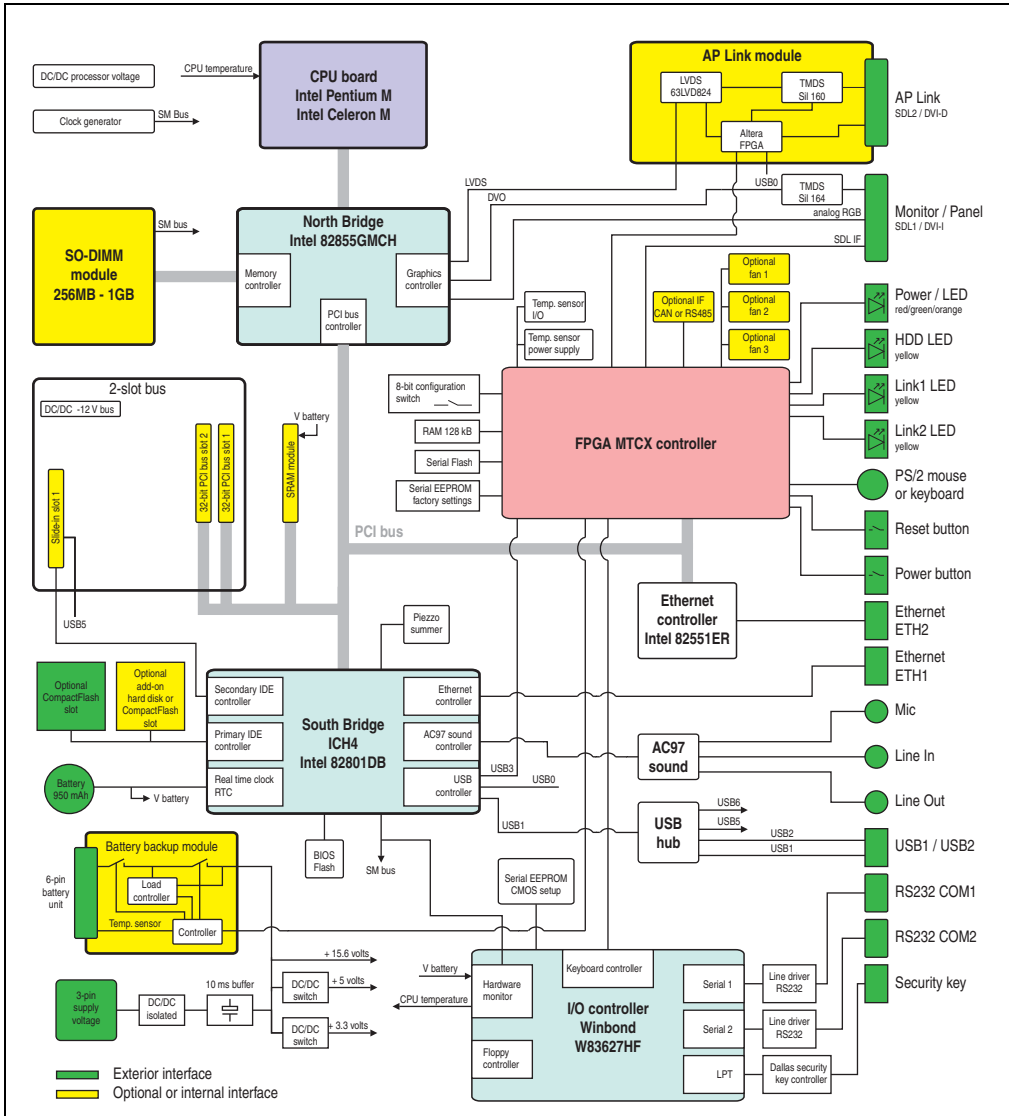 DC/DC processor voltage
CPU temperature
Clock generator
SM Bus
CPU board
Intel Pentium M
Intel Celeron M
AP Link module
LVDS
63LVD824
TMDS
Sil 160
Altera
FPGA
AP Link
SDL2 / DVI-D
LVDS
DVO
USB0
TMDS
Sil 164
analog RGB
SDL IF
Monitor / Panel
SDL1 / DVI-I
SO-DIMM
module
256MB - 1GB
SM bus
North Bridge
Intel 82855GMCH
Memory
controller
Graphics
controller
PCI bus
controller
Temp. sensor
I/O
Temp. sensor
power supply
Optional IF
CAN or RS485
Optional
fan 1
Optional
fan 2
Optional
fan 3
Power / LED
red/green/orange
HDD LED
yellow
Link1 LED
yellow
Link2 LED
yellow
2-slot bus
DC/DC -12 V bus
V battery
Slide-in slot 1
32-bit PCI bus slot 2
32-bit PCI bus slot 1
SRAM module
USB5
8-bit configuration
switch
RAM 128 kB
Serial Flash
Serial EEPROM
factory settings
FPGA MTCX controller
PCI bus
PS/2 mouse
or keyboard
Reset button
Power button
Ethernet
controller
Intel 82551ER
Ethernet
ETH2
Ethernet
ETH1
Piezzo
summer
Optional
CompactFlash
slot
Optional
add-on
hard disk or
CompactFlash
slot
Battery
950 mAh
V battery
Secondary IDE
controller
Primary IDE
controller
Real time clock
RTC
South Bridge
ICH4
Intel 82801DB
Ethernet
controller
AC97 sound
controller
USB
controller
USB3
USB0
USB1
AC97
sound
Mic
Line In
Line Out
USB
hub
USB6
USB5
USB2
USB1
USB1 / USB2
BIOS
Flash
SM bus
Battery backup module
6-pin
battery
unit
Load
controller
Temp. sensor
Controller
Serial EEPROM
CMOS setup
RS232 COM1
RS232 COM2
Security key
3-pin
supply
voltage
DC/DC
isolated
10 ms buffer
+ 15.6 volts
DC/DC
switch
+ 5 volts
DC/DC
switch
+ 3.3 volts
V battery
CPU temperature
Hardware
monitor
Keyboard controller
Floppy
controller
I/O controller
Winbond
W83627HF
Serial 1
Serial 2
LPT
Line driver
RS232
Line driver
RS232
Dallas security
key controller
Exterior interface
Optional or internal interface